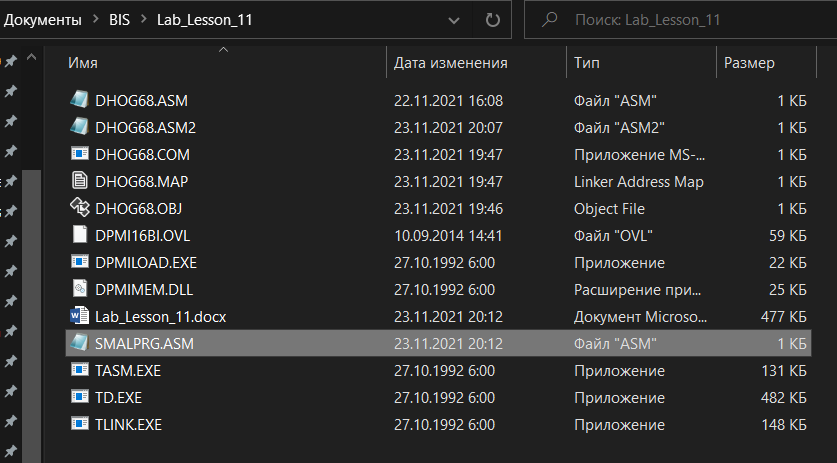 Документы > BIS > Lab_Lesson_11 Поиск: Lab_Lesson_11
Имя Дата изменения Тип Размер
DHOG68.ASM 22.11.2021 16:08 Файл "ASM" 1 КБ
DHOG68.ASM2 23.11.2021 20:07 Файл "ASM2" 1 КБ
DHOG68.COM 23.11.2021 19:47 Приложение MS-... 1 КБ
DHOG68.MAP 23.11.2021 19:47 Linker Address Map 1 КБ
DHOG68.OBJ 23.11.2021 19:46 Object File 1 КБ
DPMI16BI.OVL 10.09.2014 14:41 Файл "OVL" 59 КБ
DPMILOAD.EXE 27.10.1992 6:00 Приложение 22 КБ
DPMIMEM.DLL 27.10.1992 6:00 Расширение при... 25 КБ
Lab_Lesson_11.docx 23.11.2021 20:12 Документ Microso... 477 КБ
SMALPRG.ASM 23.11.2021 20:12 Файл "ASM" 1 КБ
TASM.EXE 27.10.1992 6:00 Приложение 131 КБ
TD.EXE 27.10.1992 6:00 Приложение 482 КБ
TLINK.EXE 27.10.1992 6:00 Приложение 148 КБ